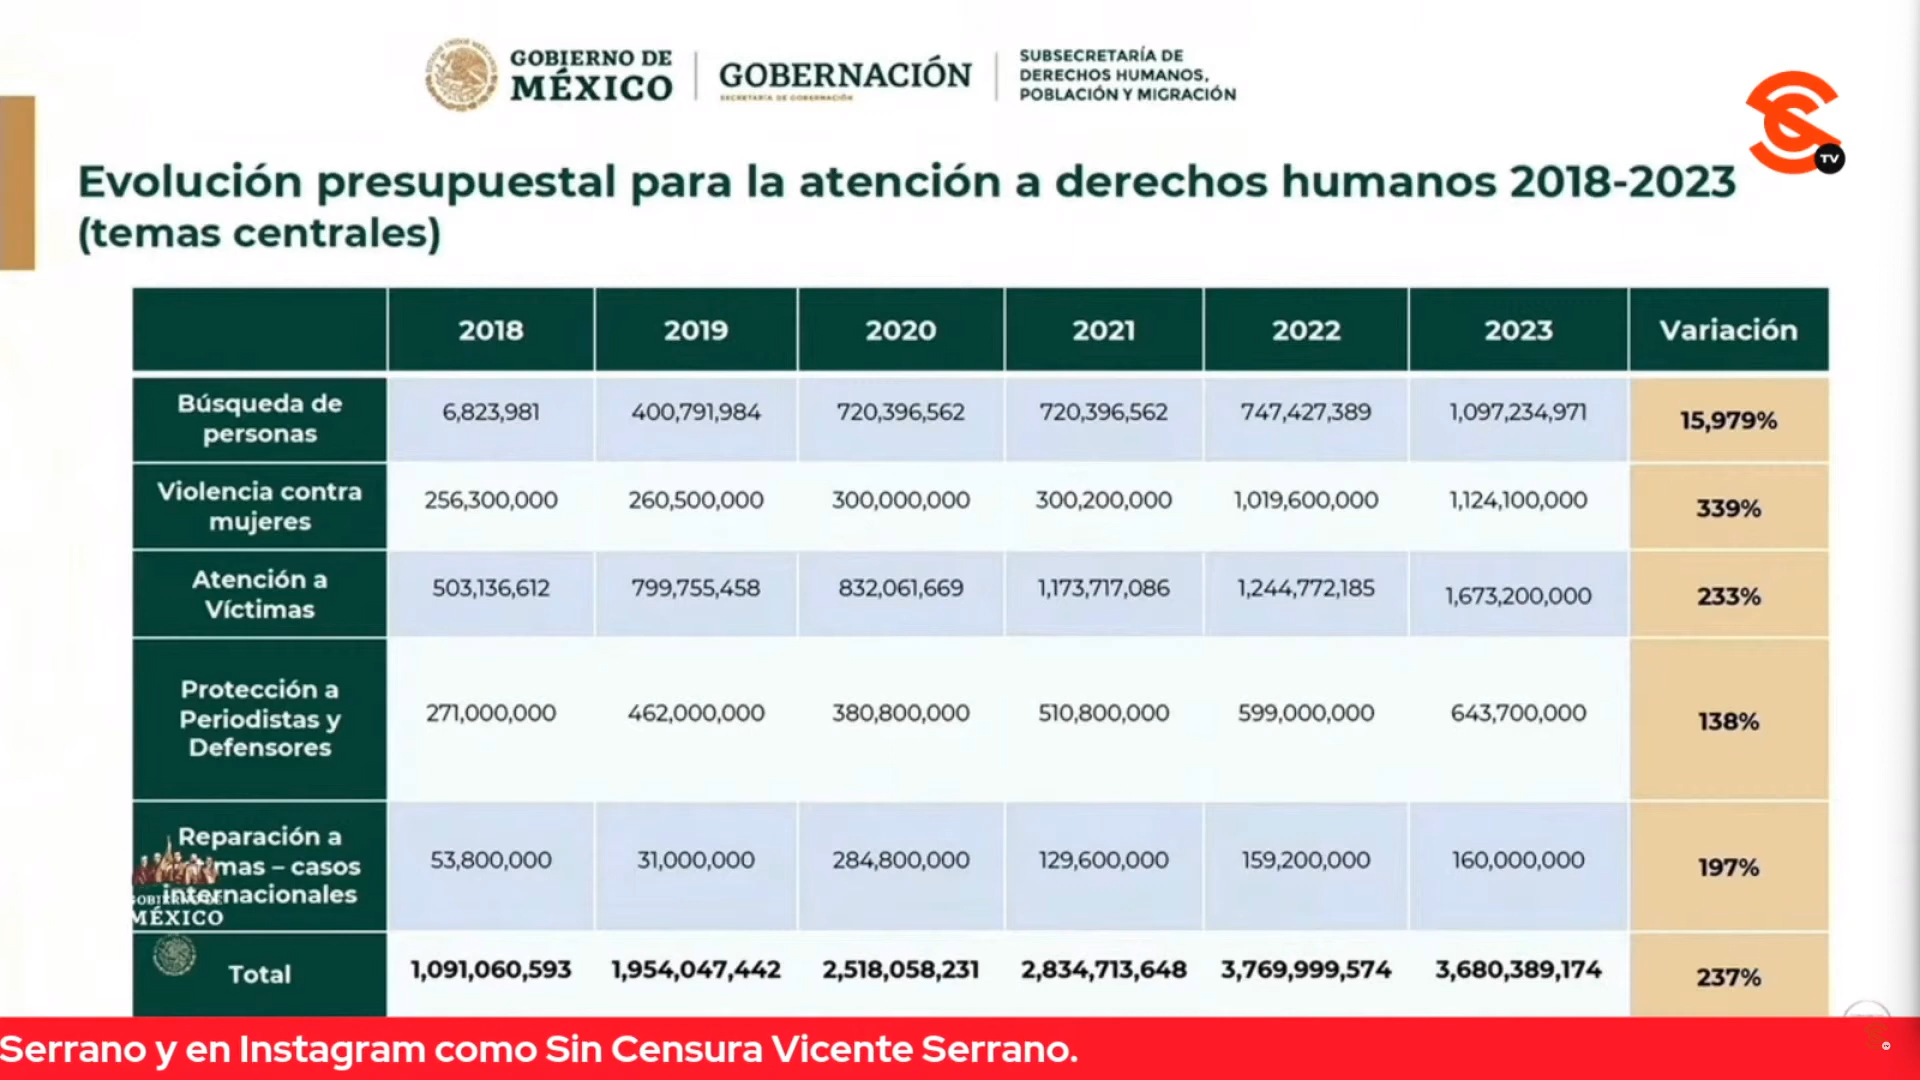 GOBIERNO DE
MÉXICO
GOBERNACIÓN
SECRETARÍA DE GOBERNACIÓN
SUBSECRETARÍA DE
DERECHOS HUMANOS,
POBLACIÓN Y MIGRACIÓN
TV
Evolución presupuestal para la atención a derechos humanos 2018-2023
(temas centrales)
2018 2019 2020 2021 2022 2023 Variación
Búsqueda de
personas
6,823,981 400,791,984 720,396,562 720,396,562 747,427,389 1,097,234,971 15,979%
Violencia contra
mujeres
256,300,000 260,500,000 300,000,000 300,200,000 1,019,600,000 1,124,100,000 339%
Atención a
Víctimas
503,136,612 799,755,458 832,061,669 1,173,717,086 1,244,772,185 1,673,200,000 233%
Protección a
Periodistas y
Defensores
271,000,000 462,000,000 380,800,000 510,800,000 599,000,000 643,700,000 138%
Reparación a
– casos
internacionales
53,800,000 31,000,000 284,800,000 129,600,000 159,200,000 160,000,000 197%
MÉXICO
Total 1,091,060,593 1,954,047,442 2,518,058,231 2,834,713,648 3,769,999,574 3,680,389,174 237%
Serrano y en Instagram como Sin Censura Vicente Serrano.